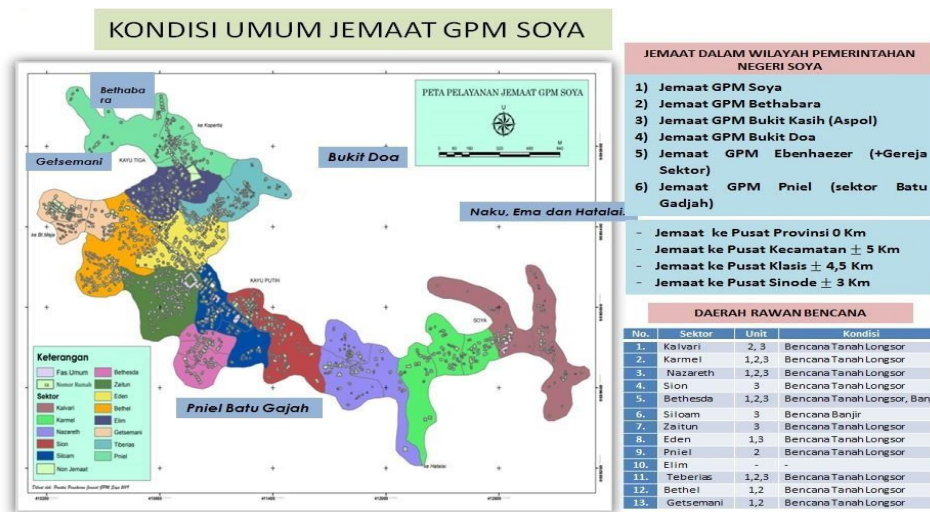 KONDISI UMUM JEMAAT GPM SOYA
Bethaba
ra
Getsemani
Bukit Doa
Naku, Ema dan Hatalai.
Pniel Batu Gajah
PETA PELAYANAN JEMAAT GPM SOYA
U
M
ke Kapertis
KAYU TIGA
KAYU PUTIH
SOYA
ke Hatalai
Keterangan
Fas Umum
Nomor Rumah
Sektor
Kalvari
Karmel
Nazareth
Sion
Siloam
Non Jemaat
Bethesda
Zaitun
Eden
Bethel
Elim
Getsemani
Tiberias
Pniel
JEMAAT DALAM WILAYAH PEMERINTAHAN
NEGERI SOYA
1) Jemaat GPM Soya
2) Jemaat GPM Bethabara
3) Jemaat GPM Bukit Kasih (Aspol)
4) Jemaat GPM Bukit Doa
5) Jemaat GPM Ebenhaezer (+Gereja
Sektor)
6) Jemaat GPM Pniel (sektor Batu
Gadjah)
- Jemaat ke Pusat Provinsi 0 Km
- Jemaat ke Pusat Kecamatan ± 5 Km
- Jemaat ke Pusat Klasis ± 4,5 Km
- Jemaat ke Pusat Sinode ± 3 Km
DAERAH RAWAN BENCANA
No. Sektor Unit Kondisi
1. Kalvari 2, 3 Bencana Tanah Longsor
2. Karmel 1,2,3 Bencana Tanah Longsor
3. Nazareth 1,2,3 Bencana Tanah Longsor
4. Sion 3 Bencana Tanah Longsor
5. Bethesda 1,2,3 Bencana Tanah Longsor, Ban
6. Siloam 3 Bencana Banjir
7. Zaitun 3 Bencana Tanah Longsor
8. Eden 1,3 Bencana Tanah Longsor
9. Pniel 2 Bencana Tanah Longsor
10. Elim - -
11. Teberias 1,2,3 Bencana Tanah Longsor
12. Bethel 1,2 Bencana Tanah Longsor
13. Getsemani 1,2 Bencana Tanah Longsor